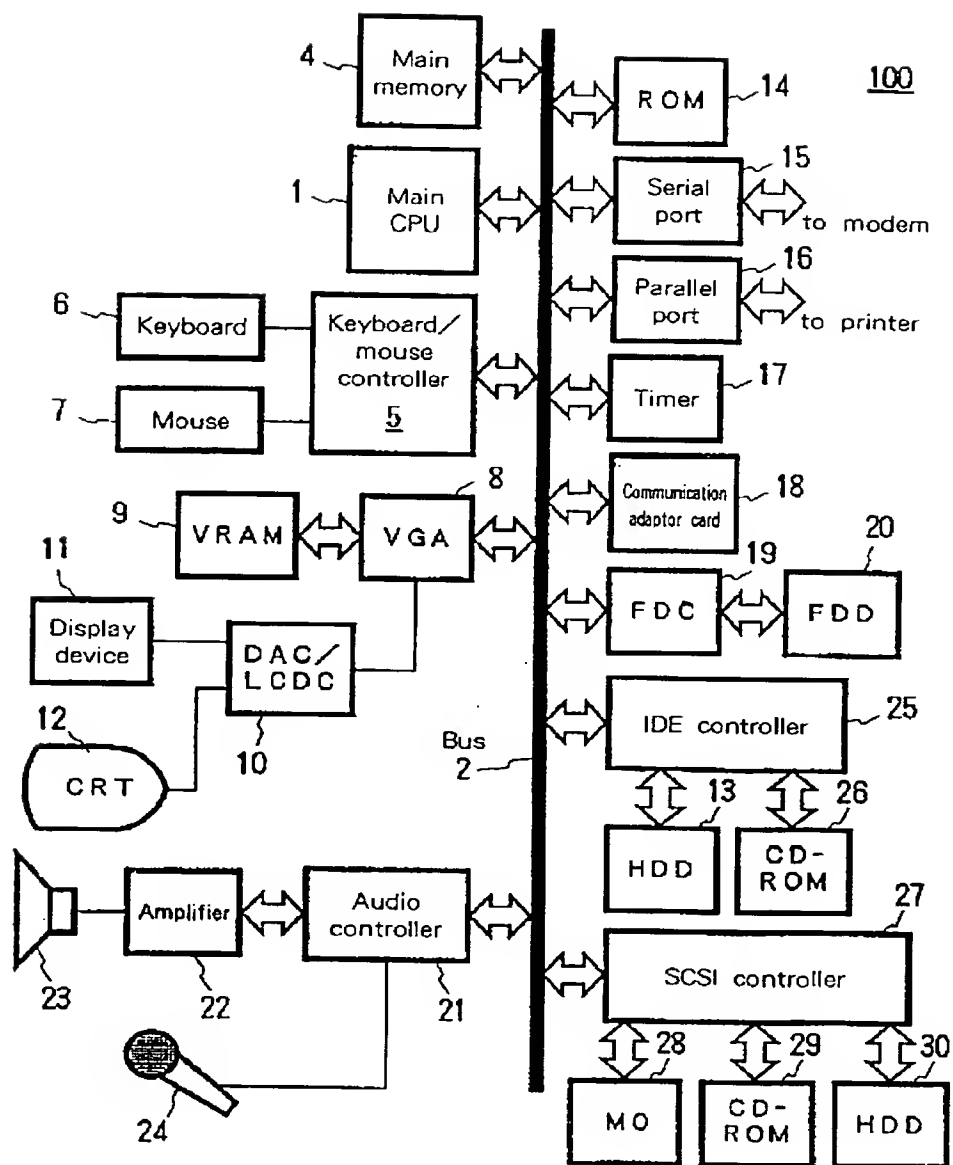 100
4
Main
memory
ROM
14
1
Main
CPU
15
Serial
port
to modem
16
Parallel
port
to printer
6
Keyboard
Keyboard/
mouse
controller
5
7
Mouse
17
Timer
Communication
adaptor card
18
9
VRAM
8
VGA
19
FDC
20
FDD
11
Display
device
DAC/
LCDC
10
12
CRT
Bus
2
IDE controller
25
13
HDD
26
CD-
ROM
23
Amplifier
22
Audio
controller
21
24
27
SCSI controller
28
MO
29
CD-
ROM
30
HDD